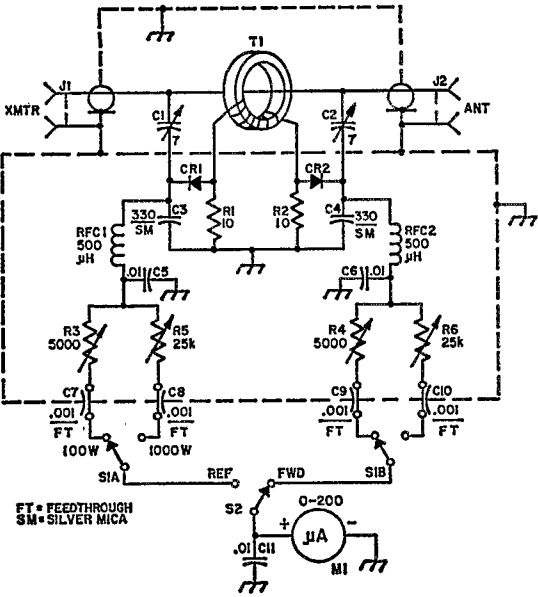 T1
J1
J2
XMTR
ANT
C1
7
C2
7
CR1
CR2
C3
330
SM
R1
10
R2
10
C4
330
SM
RFC1
500
µH
RFC2
500
µH
.01
C5
C6
.01
R3
5000
R5
25k
R4
5000
R6
25k
C7
C8
C9
C10
.001
FT
.001
FT
.001
FT
.001
FT
100W
1000W
S1A
REF
FWD
S1B
S2
FT = FEEDTHROUGH
SM = SILVER MICA
0-200
+
-
µA
M1
.01
C11